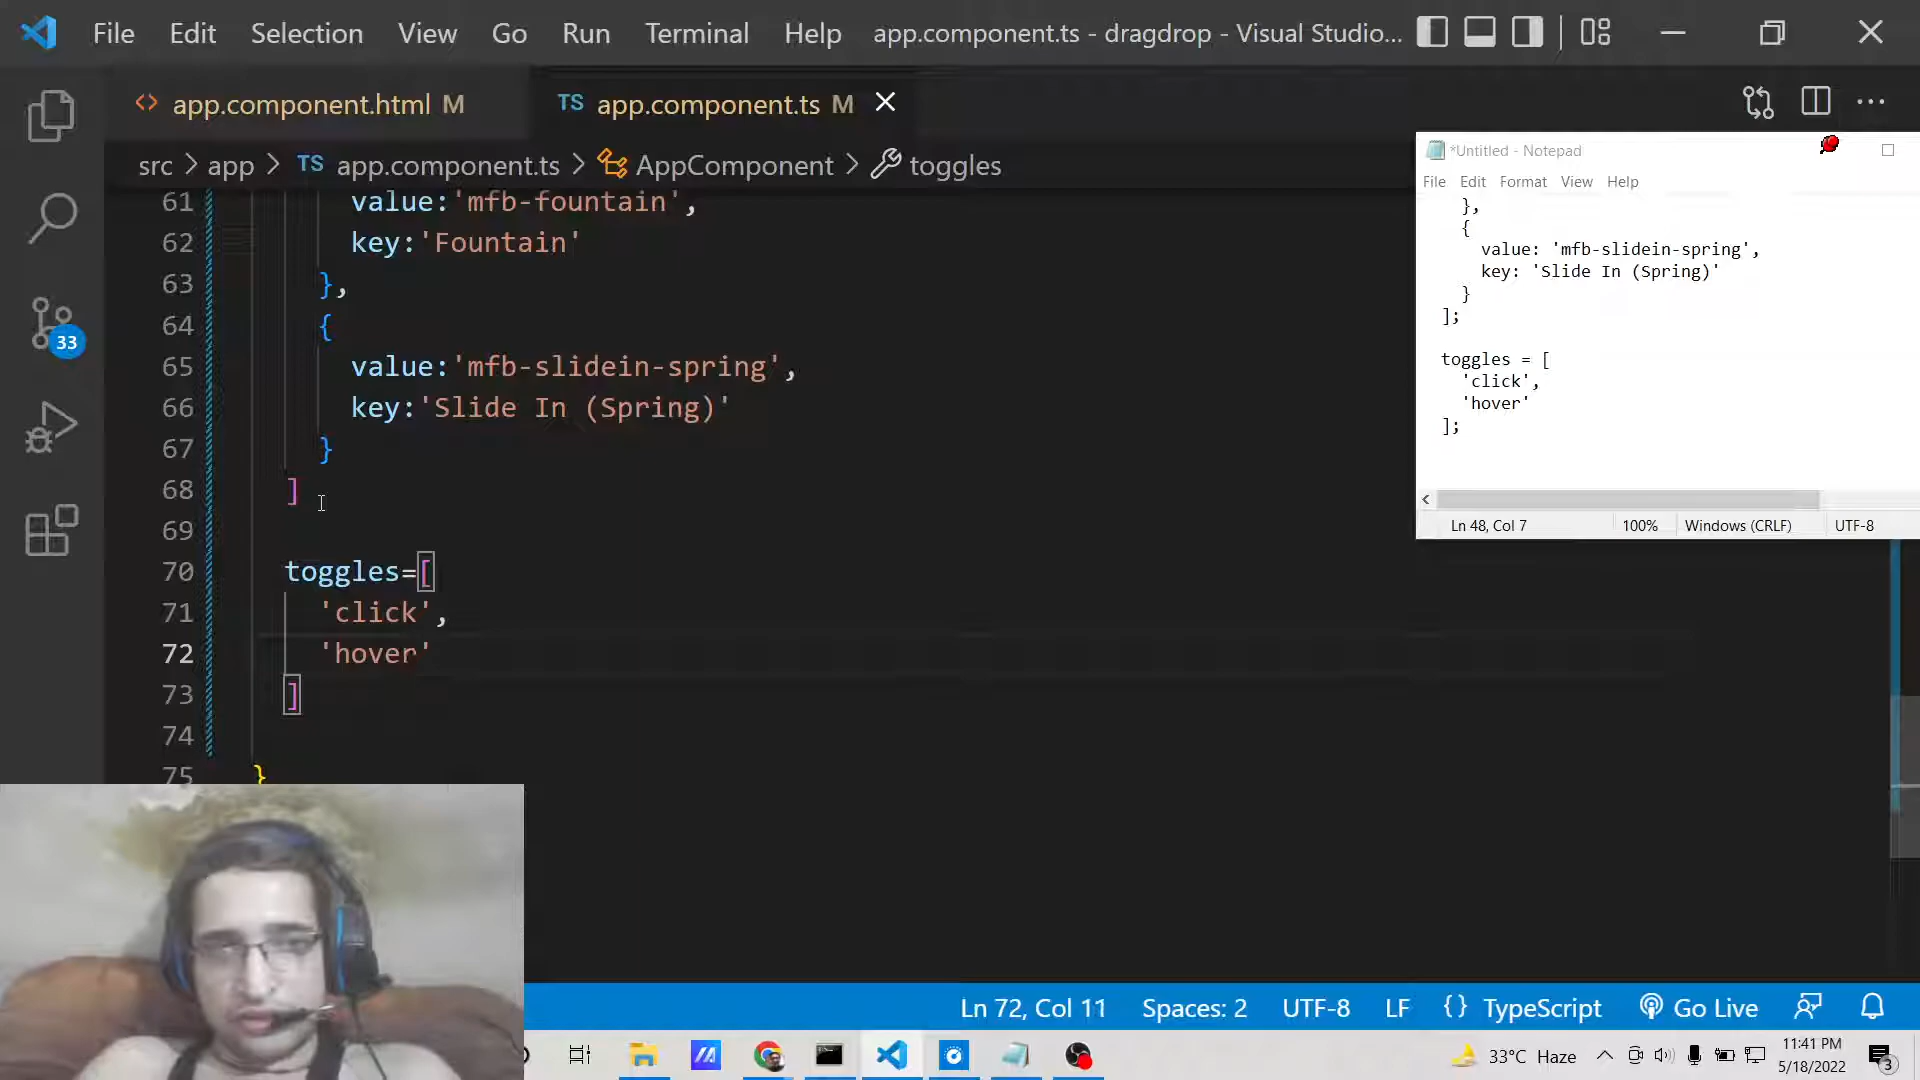 File Edit Selection View Go Run Terminal Help app.component.ts - dragdrop - Visual Studio...
<> app.component.html M TS app.component.ts M
src > app > TS app.component.ts > AppComponent > toggles
61 value:'mfb-fountain',
62 key:'Fountain'
63 },
64 {
65 value:'mfb-slidein-spring',
66 key:'Slide In (Spring)'
67 }
68 ]
69
70 toggles=[
71 'click',
72 'hover'
73 ]
74
75 }
33
*Untitled - Notepad
File Edit Format View Help
},
{
value: 'mfb-slidein-spring',
key: 'Slide In (Spring)'
}
];
toggles = [
'click',
'hover'
];
Ln 48, Col 7 100% Windows (CRLF) UTF-8
Ln 72, Col 11 Spaces: 2 UTF-8 LF {} TypeScript Go Live
33°C Haze 11:41 PM
5/18/2022
3